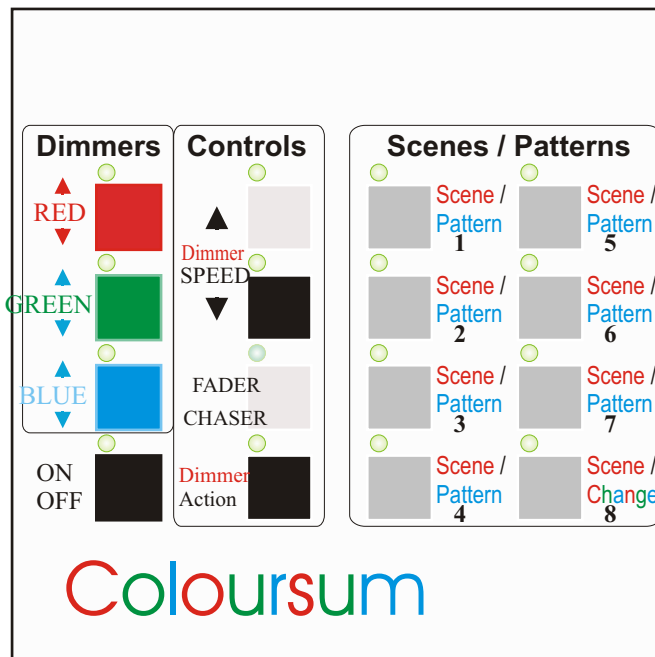 Dimmers
RED
GREEN
BLUE
ON
OFF
Controls
Dimmer
SPEED
FADER
CHASER
Dimmer
Action
Scenes / Patterns
Scene /
Pattern
1
Scene /
Pattern
2
Scene /
Pattern
3
Scene /
Pattern
4
Scene /
Pattern
5
Scene /
Pattern
6
Scene /
Pattern
7
Scene /
Change
8
Coloursum